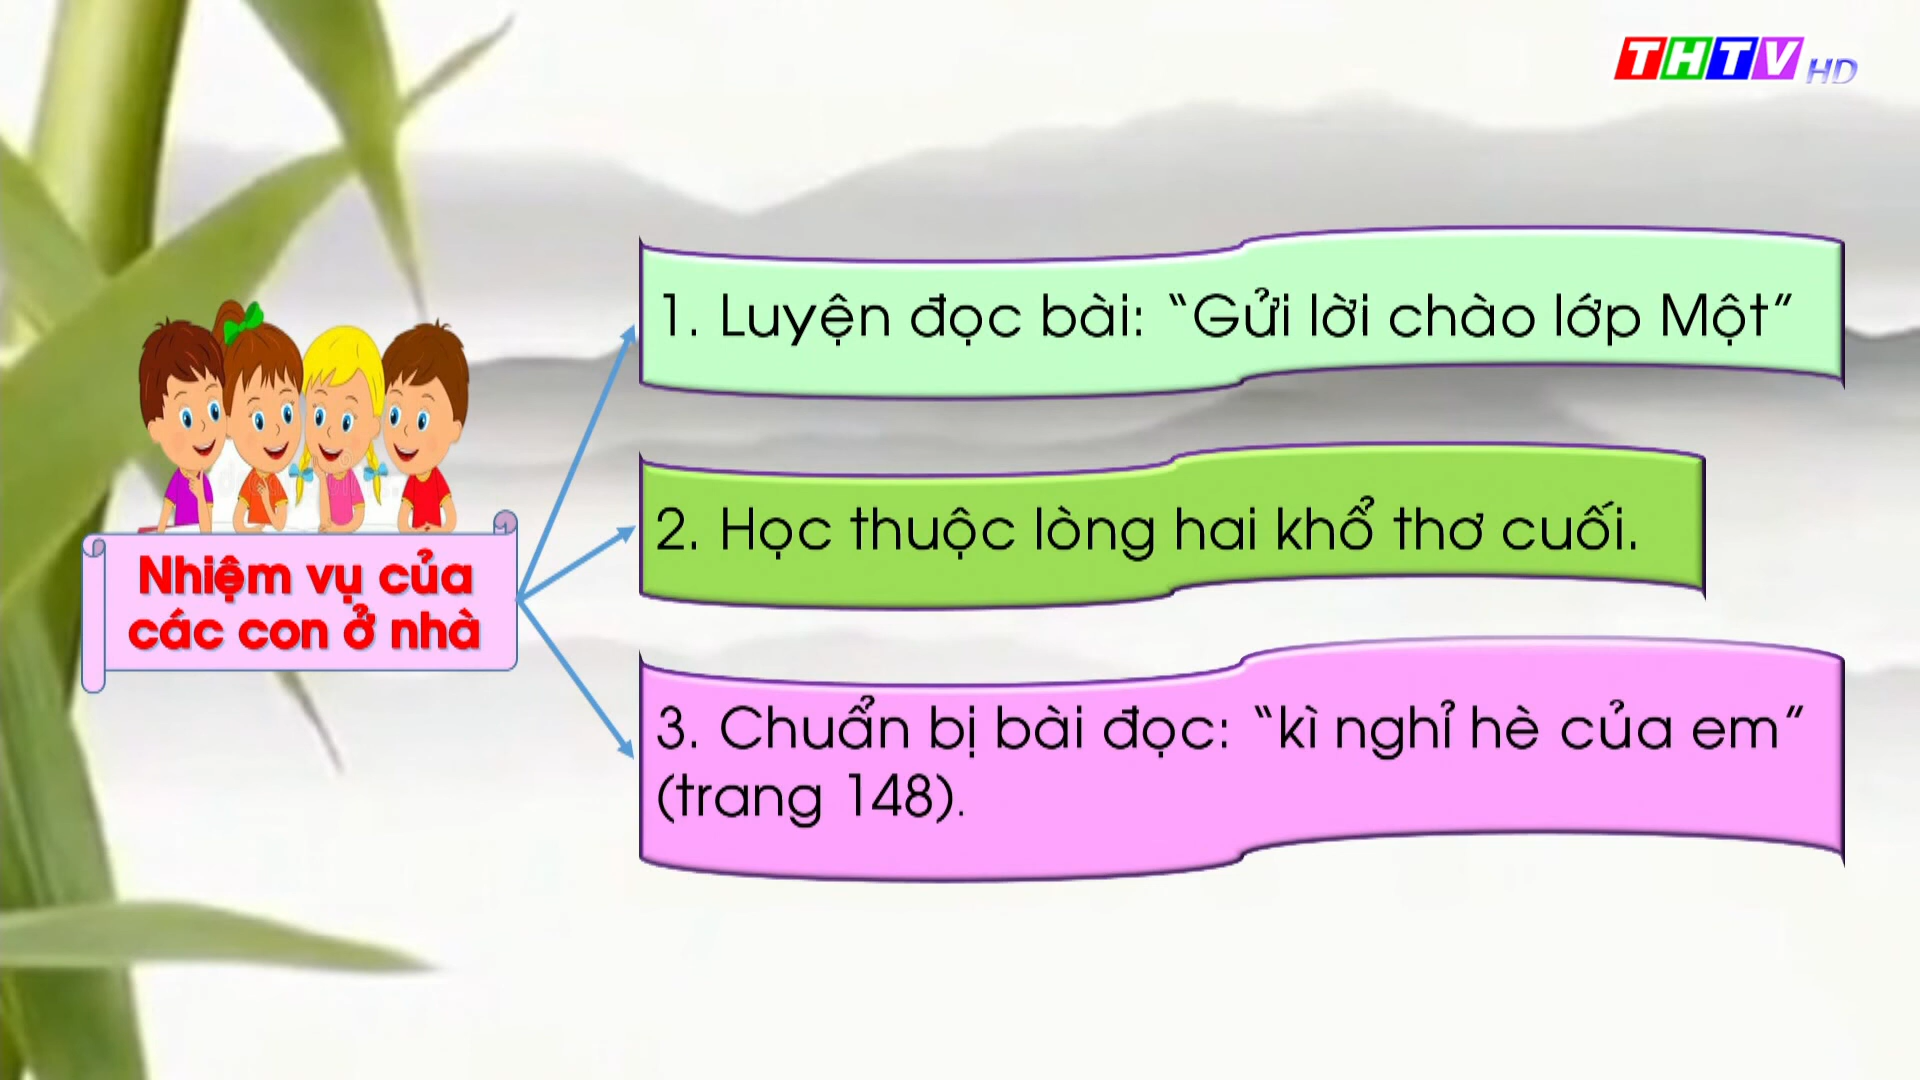 THTV HD
1. Luyện đọc bài: “Gửi lời chào lớp Một”
2. Học thuộc lòng hai khổ thơ cuối.
Nhiệm vụ của
các con ở nhà
3. Chuẩn bị bài đọc: “kì nghỉ hè của em”
(trang 148).